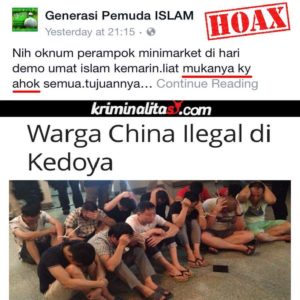 Generasi Pemuda ISLAM
Yesterday at 21:15 ·
HOAX
Nih oknum perampok minimarket di hari
demo umat islam kemarin.liat mukanya ky
ahok semua.tujuannya… Continue Reading
kriminalitas.com
Warga China Ilegal di
Kedoya